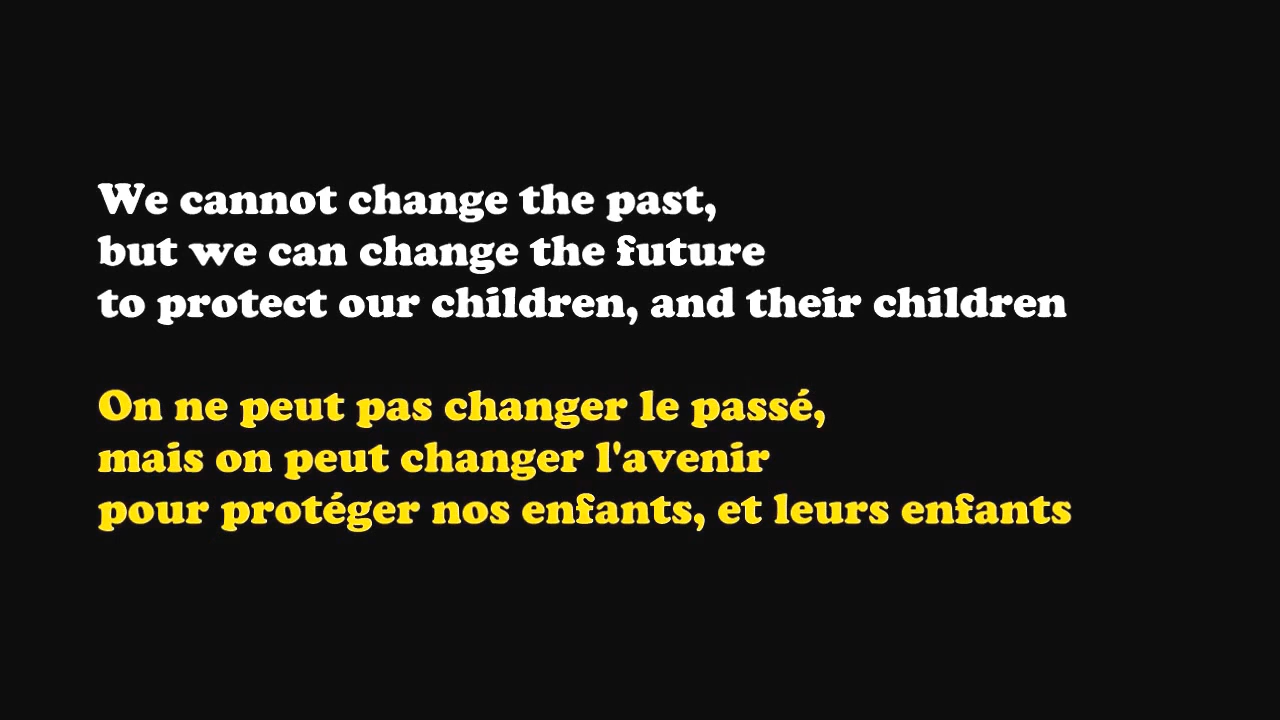 We cannot change the past,
but we can change the future
to protect our children, and their children
On ne peut pas changer le passé,
mais on peut changer l'avenir
pour protéger nos enfants, et leurs enfants